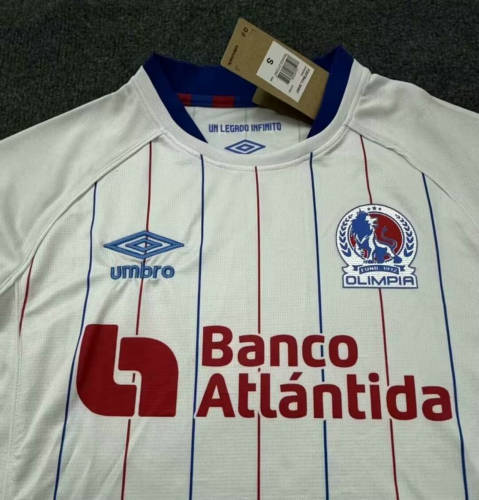 S
UN LEGADO INFINITO
umbro
FUND. 1912
OLIMPIA
Banco
Atlántida